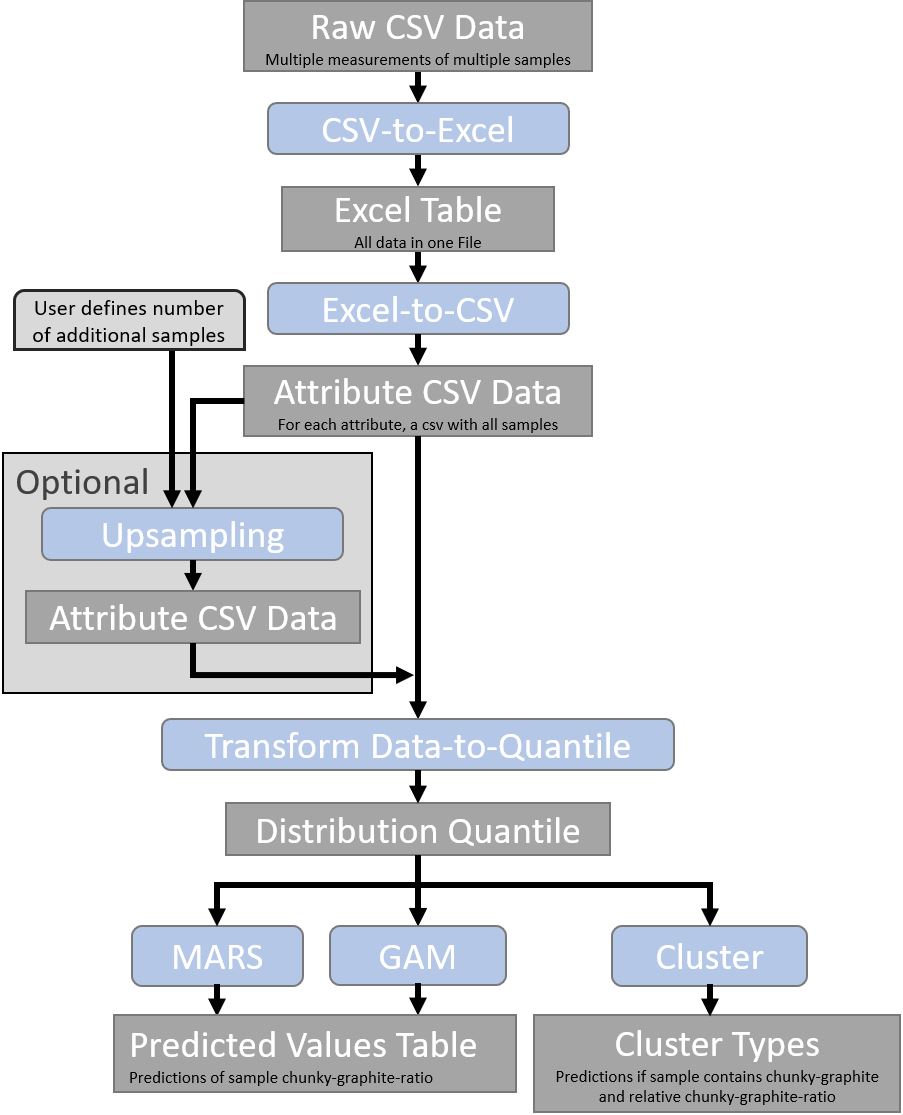 Raw CSV Data
Multiple measurements of multiple samples
CSV-to-Excel
Excel Table
All data in one File
Excel-to-CSV
User defines number
of additional samples
Attribute CSV Data
For each attribute, a csv with all samples
Optional
Upsampling
Attribute CSV Data
Transform Data-to-Quantile
Distribution Quantile
MARS
GAM
Cluster
Predicted Values Table
Predictions of sample chunky-graphite-ratio
Cluster Types
Predictions if sample contains chunky-graphite
and relative chunky-graphite-ratio